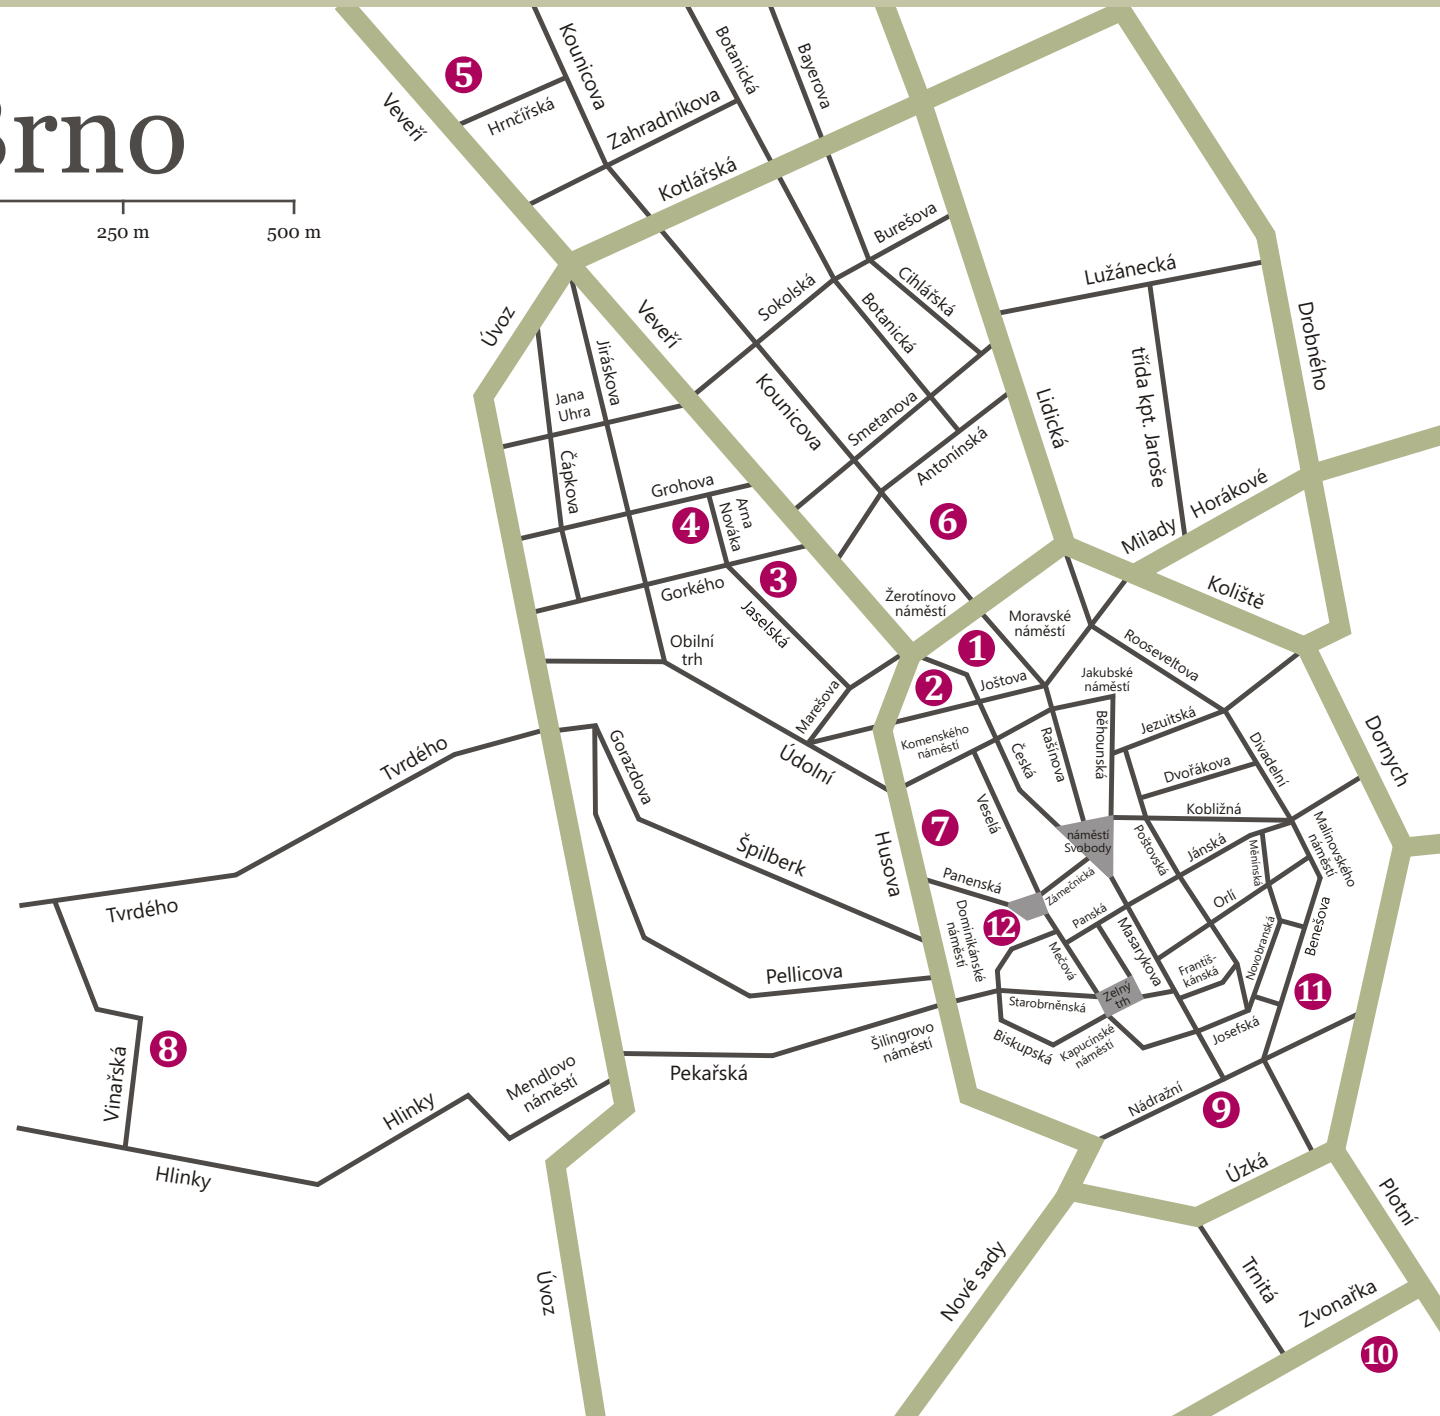 Brno
250 m
500 m
5
Veveří
Hrnčířská
Kounicova
Zahradníkova
Botanická
Bayerova
Kotlářská
Burešova
Cihlářská
Sokolská
Botanická
Veveří
Úvoz
Jiráskova
Jana
Uhra
Čápkova
Kounicova
Smetanova
Antonínská
Lužánecká
třída kpt. Jaroše
Drobného
Lidická
Milady
Horákové
Grohova
Arna
Nováka
4
3
6
Gorkého
Jaselská
Obilní
trh
Marešova
Žerotínovo
náměstí
Moravské
náměstí
Koliště
Rooseveltova
1
2
Joštova
Jakubské
náměstí
Jezuitská
Komenského
náměstí
Česká
Rašínova
Běhounská
Dvořákova
Divadelní
Dornych
Údolní
Tvrdého
Gorazdova
Veselá
Kobližná
náměstí
Svobody
Poštovská
Jánská
Měnínská
Malinovského
náměstí
7
Husova
Špilberk
Panenská
Zámečnická
Orlí
Tvrdého
12
Dominikánské
náměstí
Panská
Masarykova
Mečová
Františ-
kánská
Novobranská
Benešova
11
Pellicova
Starobrněnská
Zelný
trh
Šilingrovo
náměstí
Biskupská
Kapucínské
náměstí
Josefská
8
Vinařská
Pekařská
Mendlovo
náměstí
Hlinky
Hlinky
Nádražní
9
Úzká
Plotní
Úvoz
Nové sady
Trnitá
Zvonařka
10